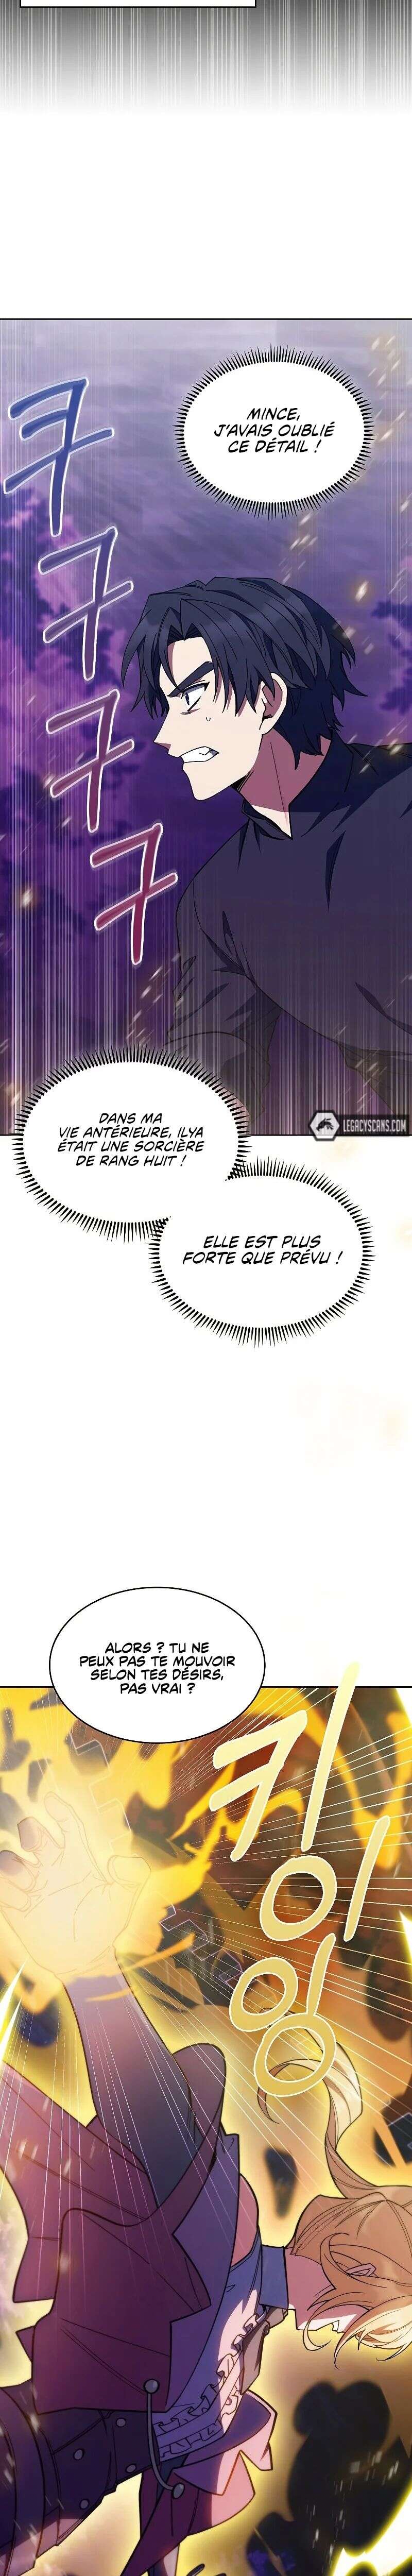 MINCE,
J'AVAIS OUBLIÉ
CE DÉTAIL !
ㅋㅋㅋㅋ
DANS MA
VIE ANTÉRIEURE, ILYA
ÉTAIT UNE SORCIÈRE
DE RANG HUIT !
LEGACYSCANS.COM
ELLE EST PLUS
FORTE QUE PRÉVU !
ALORS ? TU NE
PEUX PAS TE MOUVOIR
SELON TES DÉSIRS,
PAS VRAI ?
키이잉